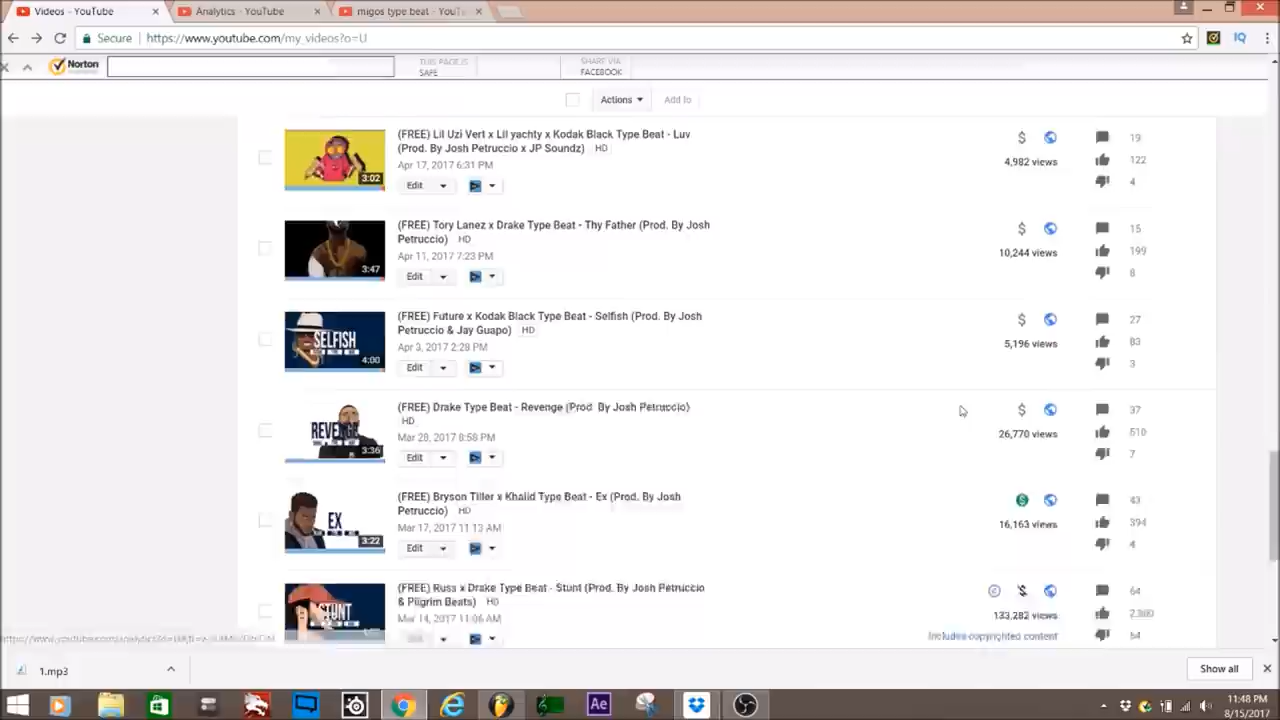 Videos - YouTube
Analytics - YouTube
migos type beat - YouTu
Secure
https://www.youtube.com/my_videos?o=U
Norton
THIS PAGE IS
SAFE
SHARE VIA
FACEBOOK
Actions
Add to
(FREE) Lil Uzi Vert x Lil yachty x Kodak Black Type Beat - Luv
(Prod. By Josh Petruccio x JP Soundz) HD
Apr 17, 2017 6:31 PM
3:02
Edit
4,982 views
19
122
4
(FREE) Tory Lanez x Drake Type Beat - Thy Father (Prod. By Josh
Petruccio) HD
Apr 11, 2017 7:23 PM
3:47
Edit
10,244 views
15
199
8
(FREE) Future x Kodak Black Type Beat - Selfish (Prod. By Josh
Petruccio & Jay Guapo) HD
Apr 3, 2017 2:28 PM
SELFISH
4:00
Edit
5,196 views
27
83
3
(FREE) Drake Type Beat - Revenge (Prod. By Josh Petruccio)
HD
Mar 28, 2017 8:58 PM
REVENGE
3:36
Edit
26,770 views
37
510
7
(FREE) Bryson Tiller x Khalid Type Beat - Ex (Prod. By Josh
Petruccio) HD
Mar 17, 2017 11:13 AM
EX
3:22
Edit
16,163 views
43
394
4
(FREE) Russ x Drake Type Beat - Stunt (Prod. By Josh Petruccio
& Pilgrim Beats) HD
Mar 14, 2017 11:06 AM
STUNT
133,282 views
Includes copyrighted content
64
54
1.mp3
Show all
Ae
11:48 PM
8/15/2017